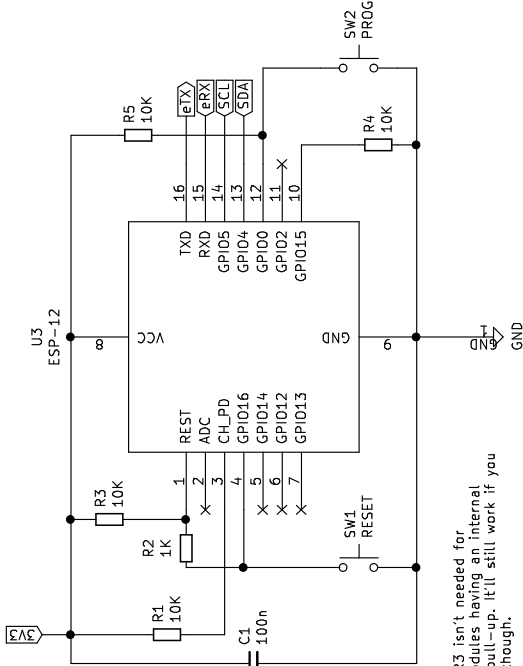 SW2
PROG
R5
10K
eTX
eRX
SCL
SDA
R4
10K
16
15
14
13
12
11
10
TXD
RXD
GPIO5
GPIO4
GPIO0
GPIO2
GPIO15
U3
ESP-12
8
VCC
GND
9
GND
1
GND
REST
ADC
CH_PD
GPIO16
GPIO14
GPIO12
GPIO13
1
2
3
4
5
6
7
R3
10K
R2
1K
SW1
RESET
3V3
R1
10K
C1
100n
R3 isn't needed for
dules having an internal
pull-up. It'll still work if you
though.